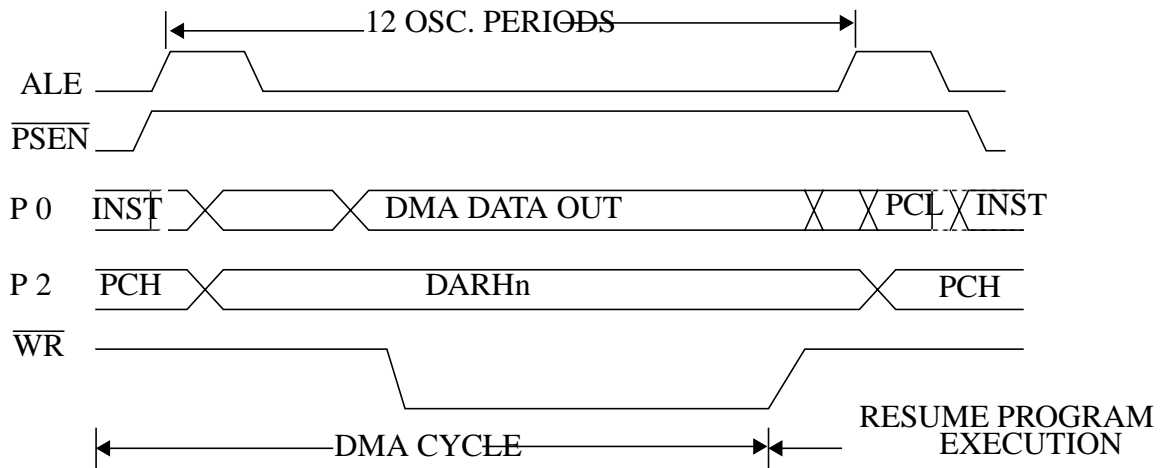 12 OSC. PERIODS
ALE
PSEN
P 0 INST DMA DATA OUT PCL INST
P 2 PCH DARHn PCH
WR
DMA CYCLE
RESUME PROGRAM
EXECUTION